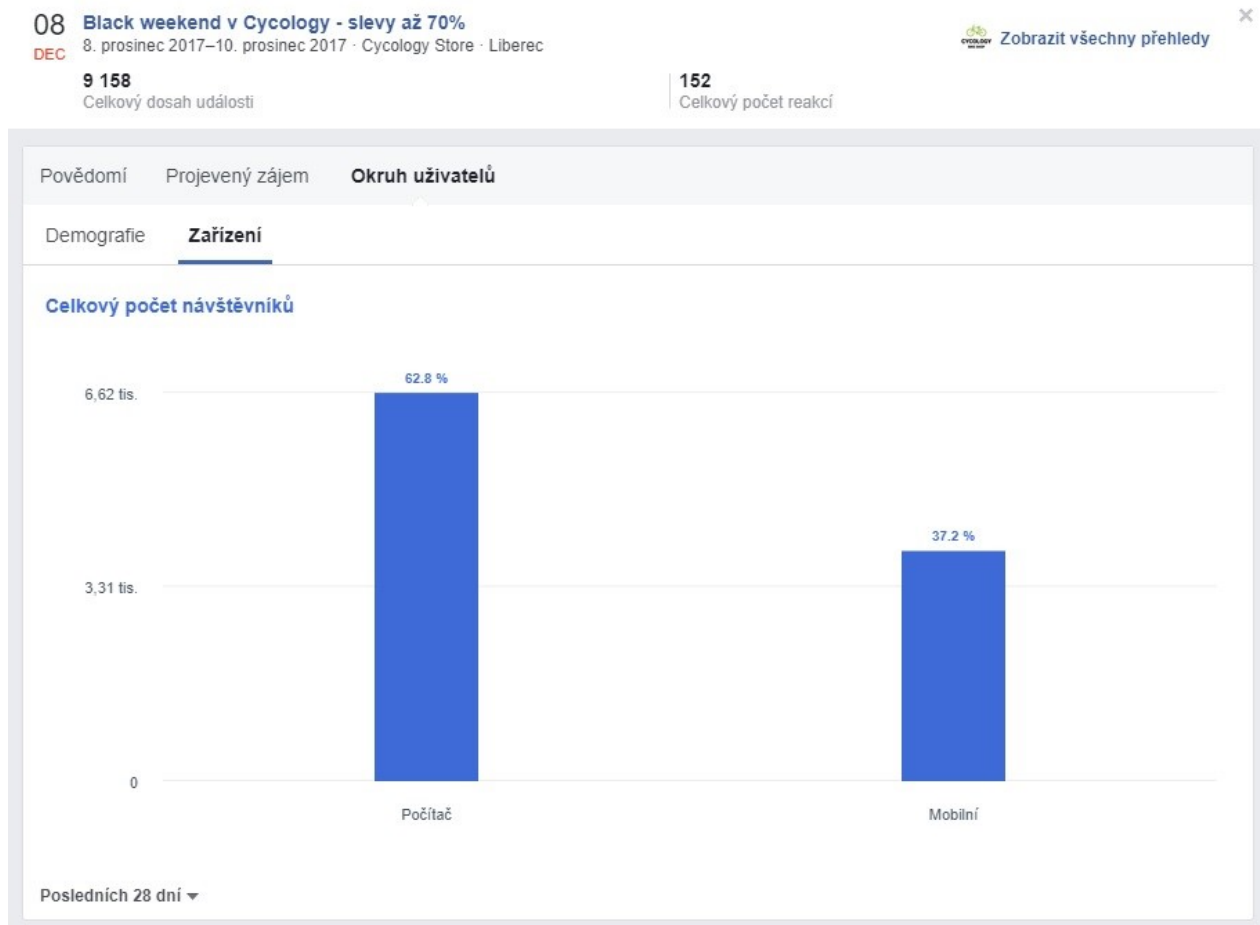 08 Black weekend v Cycology - slevy až 70%
DEC 8. prosinec 2017–10. prosinec 2017 · Cycology Store · Liberec
CYCOLOGY
Zobrazit všechny přehledy
9 158
Celkový dosah události
152
Celkový počet reakcí
Povědomí Projevený zájem Okruh uživatelů
Demografie Zařízení
Celkový počet návštěvníků
62.8 %
6,62 tis.
37.2 %
3,31 tis.
0
Počítač Mobilní
Posledních 28 dní